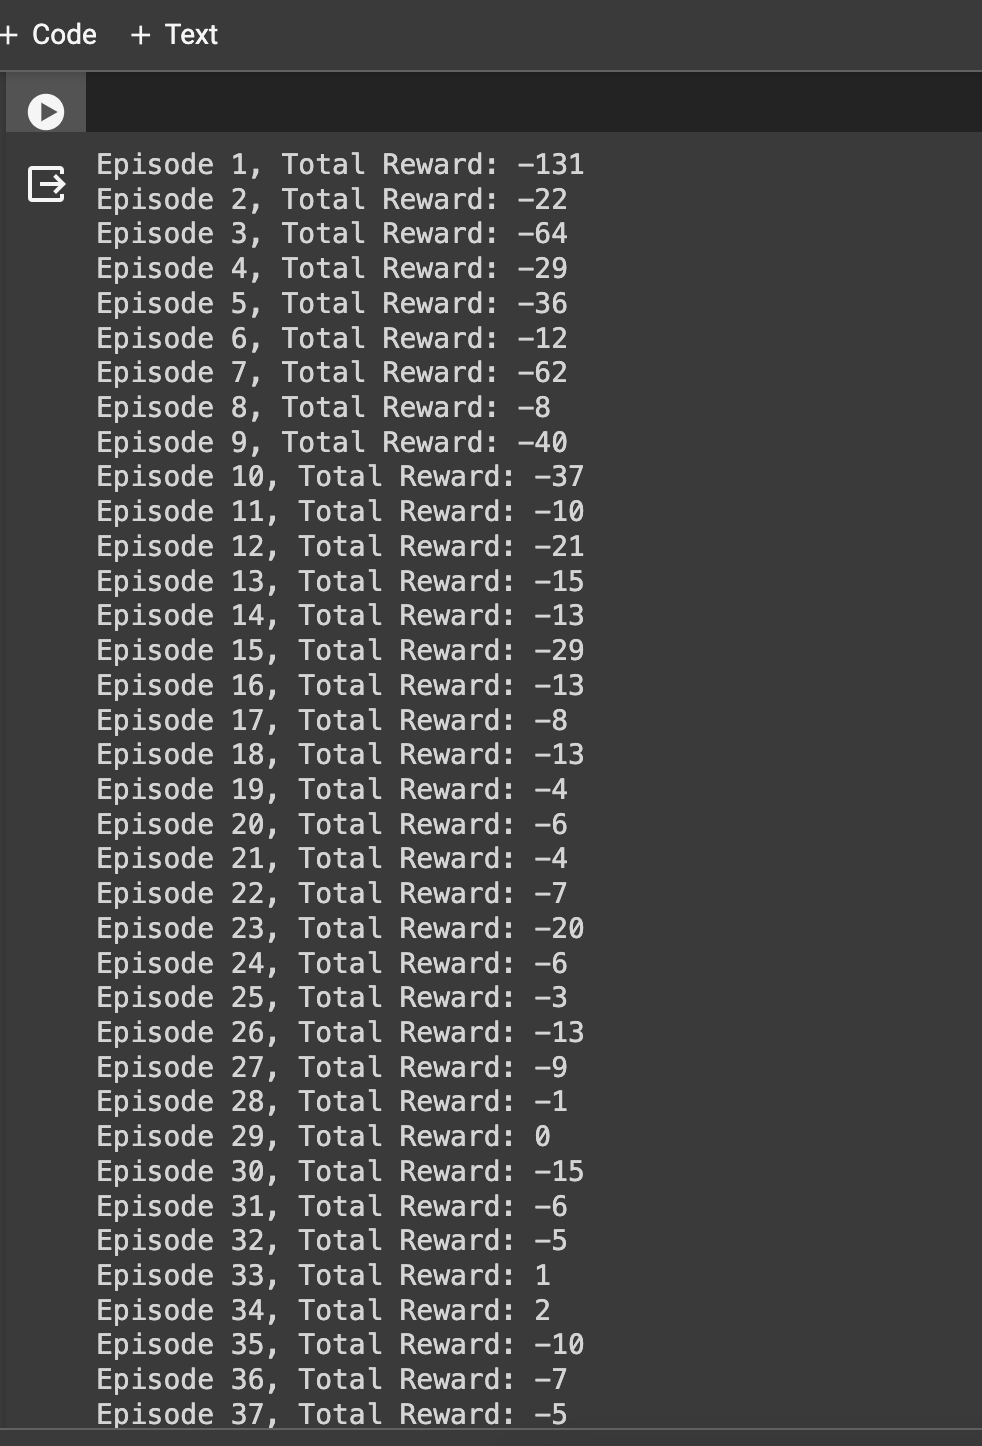 + Code + Text
Episode 1, Total Reward: -131
Episode 2, Total Reward: -22
Episode 3, Total Reward: -64
Episode 4, Total Reward: -29
Episode 5, Total Reward: -36
Episode 6, Total Reward: -12
Episode 7, Total Reward: -62
Episode 8, Total Reward: -8
Episode 9, Total Reward: -40
Episode 10, Total Reward: -37
Episode 11, Total Reward: -10
Episode 12, Total Reward: -21
Episode 13, Total Reward: -15
Episode 14, Total Reward: -13
Episode 15, Total Reward: -29
Episode 16, Total Reward: -13
Episode 17, Total Reward: -8
Episode 18, Total Reward: -13
Episode 19, Total Reward: -4
Episode 20, Total Reward: -6
Episode 21, Total Reward: -4
Episode 22, Total Reward: -7
Episode 23, Total Reward: -20
Episode 24, Total Reward: -6
Episode 25, Total Reward: -3
Episode 26, Total Reward: -13
Episode 27, Total Reward: -9
Episode 28, Total Reward: -1
Episode 29, Total Reward: 0
Episode 30, Total Reward: -15
Episode 31, Total Reward: -6
Episode 32, Total Reward: -5
Episode 33, Total Reward: 1
Episode 34, Total Reward: 2
Episode 35, Total Reward: -10
Episode 36, Total Reward: -7
Episode 37, Total Reward: -5